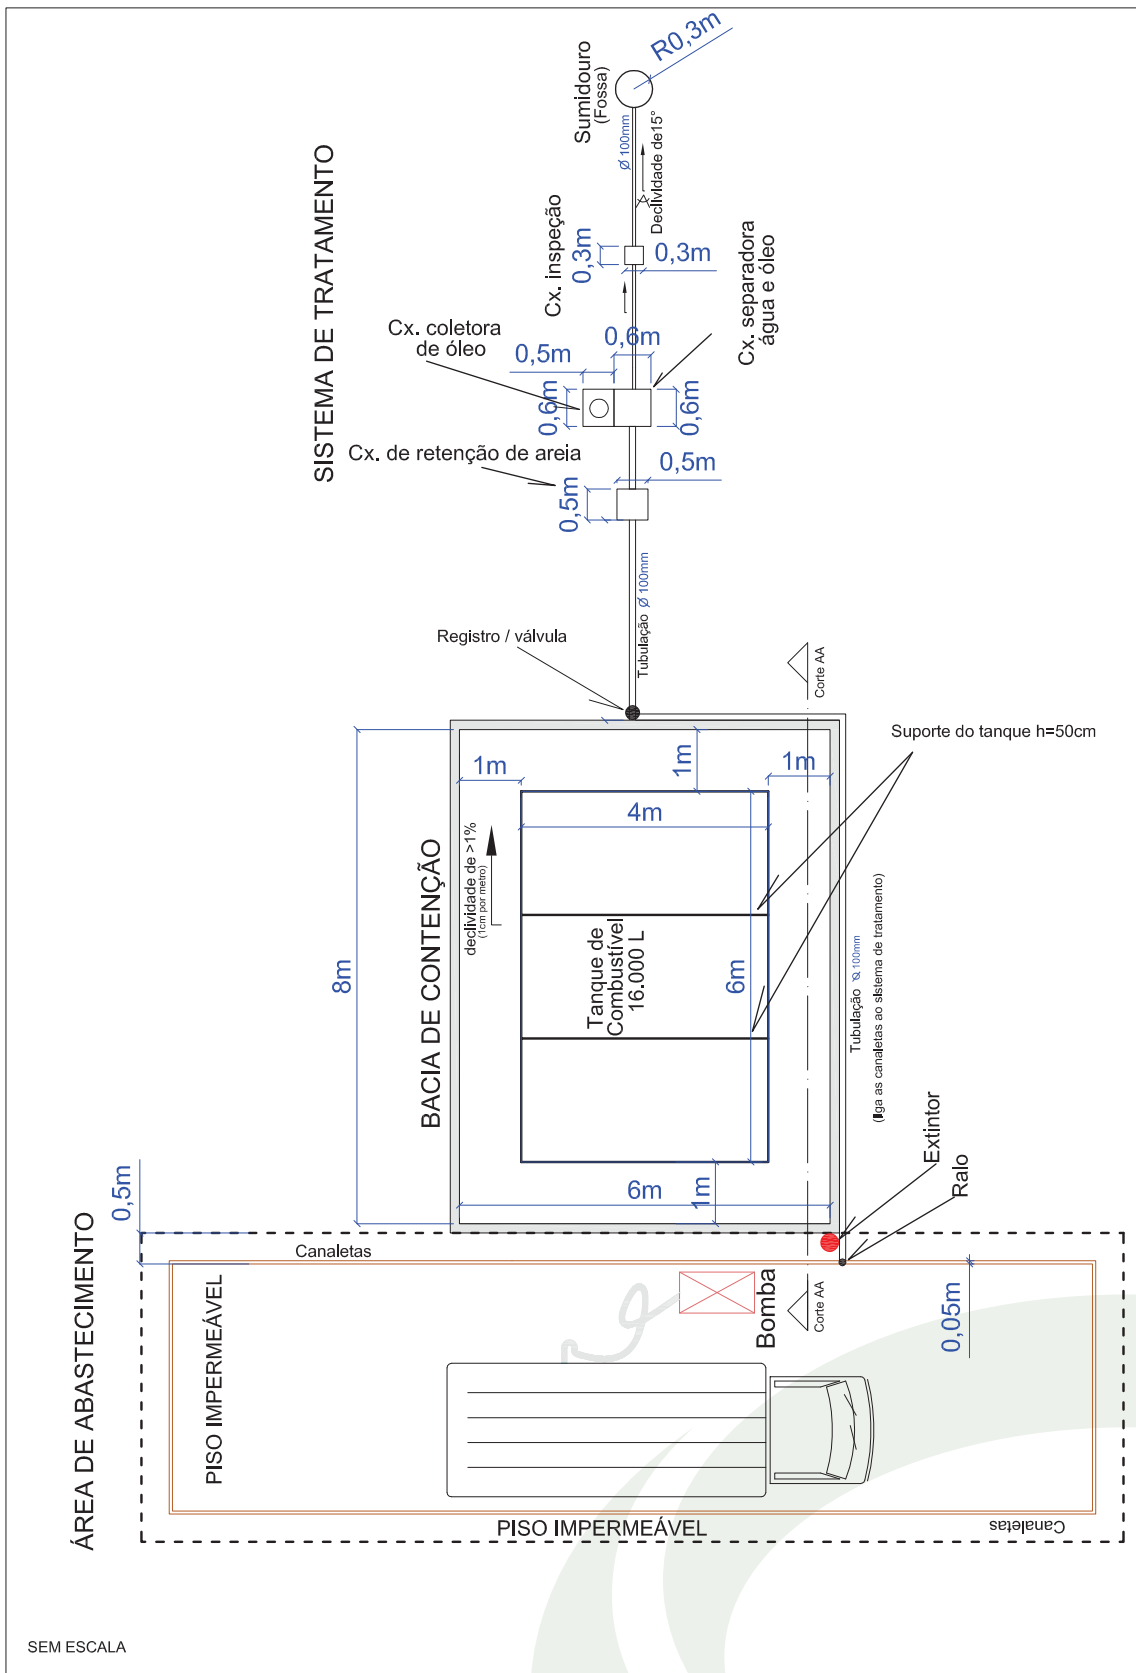 R0,3m
Sumidouro
(Fossa)
Ø 100mm
Declividade de15°
SISTEMA DE TRATAMENTO
Cx. inspeção
0,3m
0,3m
Cx. separadora
água e óleo
Cx. coletora
de óleo
0,5m
0,6m
0,6m
0,6m
Cx. de retenção de areia
0,5m
0,5m
Tubulação Ø 100mm
Registro / válvula
Corte AA
Suporte do tanque h=50cm
1m
1m
1m
4m
declividade de >1%
(1cm por metro)
BACIA DE CONTENÇÃO
8m
Tanque de
Combustível
16.000 L
6m
Tubulação Ø 100mm
(liga as canaletas ao sistema de tratamento)
6m
1m
Extintor
Ralo
0,5m
Canaletas
ÁREA DE ABASTECIMENTO
PISO IMPERMEÁVEL
Bomba
Corte AA
0,05m
PISO IMPERMEÁVEL
Canaletas
SEM ESCALA